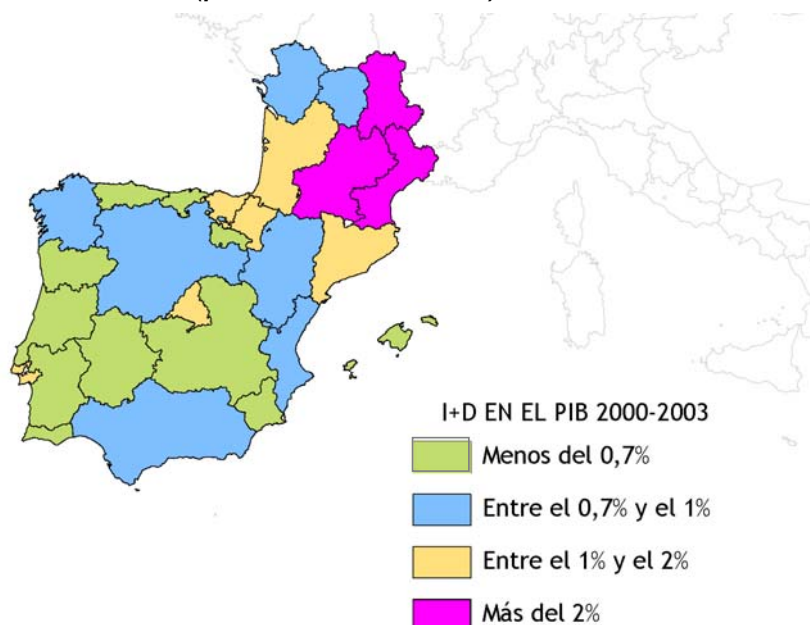 I+D EN EL PIB 2000-2003
Menos del 0,7%
Entre el 0,7% y el 1%
Entre el 1% y el 2%
Más del 2%